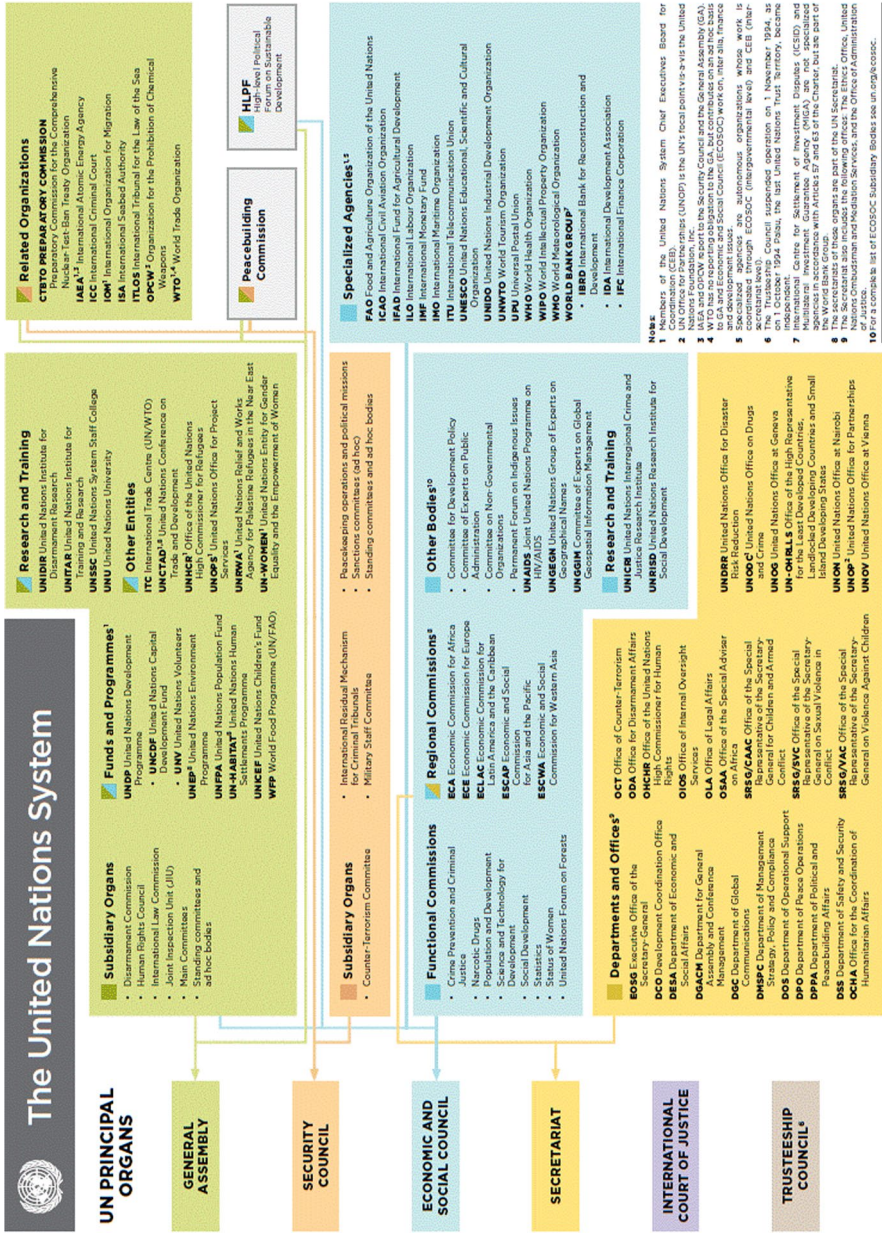 The United Nations System
UN PRINCIPAL
ORGANS
GENERAL
ASSEMBLY
SECURITY
COUNCIL
ECONOMIC AND
SOCIAL COUNCIL
SECRETARIAT
INTERNATIONAL
COURT OF JUSTICE
TRUSTEESHIP
COUNCIL⁶
Subsidiary Organs
• Disarmament Commission
• Human Rights Council
• International Law Commission
• Joint Inspection Unit (JIU)
• Main Committees
• Standing committees and
ad hoc bodies
Funds and Programmes¹
UNDP United Nations Development
Programme
• UNCDF United Nations Capital
Development Fund
• UNV United Nations Volunteers
UNEP⁸ United Nations Environment
Programme
UNFPA United Nations Population Fund
UN-HABITAT⁸ United Nations Human
Settlements Programme
UNICEF United Nations Children's Fund
WFP World Food Programme (UN/FAO)
Research and Training
UNIDIR United Nations Institute for
Disarmament Research
UNITAR United Nations Institute for
Training and Research
UNSSC United Nations System Staff College
UNU United Nations University
Other Entities
ITC International Trade Centre (UN/WTO)
UNCTAD¹,⁸ United Nations Conference on
Trade and Development
UNHCR¹ Office of the United Nations
High Commissioner for Refugees
UNOPS¹ United Nations Office for Project
Services
UNRWA¹ United Nations Relief and Works
Agency for Palestine Refugees in the Near East
UN-WOMEN¹ United Nations Entity for Gender
Equality and the Empowerment of Women
Related Organizations
CTBTO PREPARATORY COMMISSION
Preparatory Commission for the Comprehensive
Nuclear-Test-Ban Treaty Organization
IAEA¹,³ International Atomic Energy Agency
ICC International Criminal Court
IOM¹ International Organization for Migration
ISA International Seabed Authority
ITLOS International Tribunal for the Law of the Sea
OPCW³ Organization for the Prohibition of Chemical
Weapons
WTO¹,⁴ World Trade Organization
Subsidiary Organs
• Counter-Terrorism Committee
• International Residual Mechanism
for Criminal Tribunals
• Military Staff Committee
• Peacekeeping operations and political missions
• Sanctions committees (ad hoc)
• Standing committees and ad hoc bodies
Peacebuilding
Commission
HLPF
High-level Political
Forum on Sustainable
Development
Functional Commissions
• Crime Prevention and Criminal
Justice
• Narcotic Drugs
• Population and Development
• Science and Technology for
Development
• Social Development
• Statistics
• Status of Women
• United Nations Forum on Forests
Regional Commissions⁸
ECA Economic Commission for Africa
ECE Economic Commission for Europe
ECLAC Economic Commission for
Latin America and the Caribbean
ESCAP Economic and Social
Commission
for Asia and the Pacific
ESCWA Economic and Social
Commission for Western Asia
Other Bodies¹⁰
• Committee for Development Policy
• Committee of Experts on Public
Administration
• Committee on Non-Governmental
Organizations
• Permanent Forum on Indigenous Issues
UNAIDS Joint United Nations Programme on
HIV/AIDS
UNGEGN United Nations Group of Experts on
Geographical Names
UNGGIM Committee of Experts on Global
Geospatial Information Management
Research and Training
UNICRI United Nations Interregional Crime and
Justice Research Institute
UNRISD United Nations Research Institute for
Social Development
Specialized Agencies¹,⁵
FAO Food and Agriculture Organization of the United Nations
ICAO International Civil Aviation Organization
IFAD International Fund for Agricultural Development
ILO International Labour Organization
IMF International Monetary Fund
IMO International Maritime Organization
ITU International Telecommunication Union
UNESCO United Nations Educational, Scientific and Cultural
Organization
UNIDO United Nations Industrial Development Organization
UNWTO World Tourism Organization
UPU Universal Postal Union
WHO World Health Organization
WIPO World Intellectual Property Organization
WMO World Meteorological Organization
WORLD BANK GROUP⁷
• IBRD International Bank for Reconstruction and
Development
• IDA International Development Association
• IFC International Finance Corporation
Departments and Offices⁹
EOSG Executive Office of the
Secretary-General
DCO Development Coordination Office
DESA Department of Economic and
Social Affairs
DGACM Department for General
Assembly and Conference
Management
DGC Department of Global
Communications
DMSPC Department of Management
Strategy, Policy and Compliance
DOS Department of Operational Support
DPO Department of Peace Operations
DPPA Department of Political and
Peacebuilding Affairs
DSS Department of Safety and Security
OCHA Office for the Coordination of
Humanitarian Affairs
OCT Office of Counter-Terrorism
ODA Office for Disarmament Affairs
OHCHR Office of the United Nations
High Commissioner for Human
Rights
OIOS Office of Internal Oversight
Services
OLA Office of Legal Affairs
OSAA Office of the Special Adviser
on Africa
SRSG/CAAC Office of the Special
Representative of the Secretary-
General for Children and Armed
Conflict
SRSG/SVC Office of the Special
Representative of the Secretary-
General on Sexual Violence in
Conflict
SRSG/VAC Office of the Special
Representative of the Secretary-
General on Violence Against Children
UNDRR United Nations Office for Disaster
Risk Reduction
UNODC¹ United Nations Office on Drugs
and Crime
UNOG United Nations Office at Geneva
UN-OHRLLS Office of the High Representative
for the Least Developed Countries,
Landlocked Developing Countries and Small
Island Developing States
UNON United Nations Office at Nairobi
UNOP² United Nations Office for Partnerships
UNOV United Nations Office at Vienna
Notes:
1 Members of the United Nations System Chief Executives Board for
Coordination (CEB).
2 UN Office for Partnerships (UNOP) is the UN's focal point vis-a-vis the United
Nations Foundation, Inc.
3 IAEA and OPCW report to the Security Council and the General Assembly (GA).
4 WTO has no reporting obligation to the GA, but contributes on an ad hoc basis
to GA and Economic and Social Council (ECOSOC) work on, inter alia, finance
and development issues.
5 Specialized agencies are autonomous organizations whose work is
coordinated through ECOSOC (intergovernmental level) and CEB (inter-
secretariat level).
6 The Trusteeship Council suspended operation on 1 November 1994, as
on 1 October 1994 Palau, the last United Nations Trust Territory, became
independent.
7 International Centre for Settlement of Investment Disputes (ICSID) and
Multilateral Investment Guarantee Agency (MIGA) are not specialized
agencies in accordance with Articles 57 and 63 of the Charter, but are part of
the World Bank Group.
8 The secretariats of these organs are part of the UN Secretariat.
9 The Secretariat also includes the following offices: The Ethics Office, United
Nations Ombudsman and Mediation Services, and the Office of Administration
of Justice.
10 For a complete list of ECOSOC Subsidiary Bodies see un.org/ecosoc.